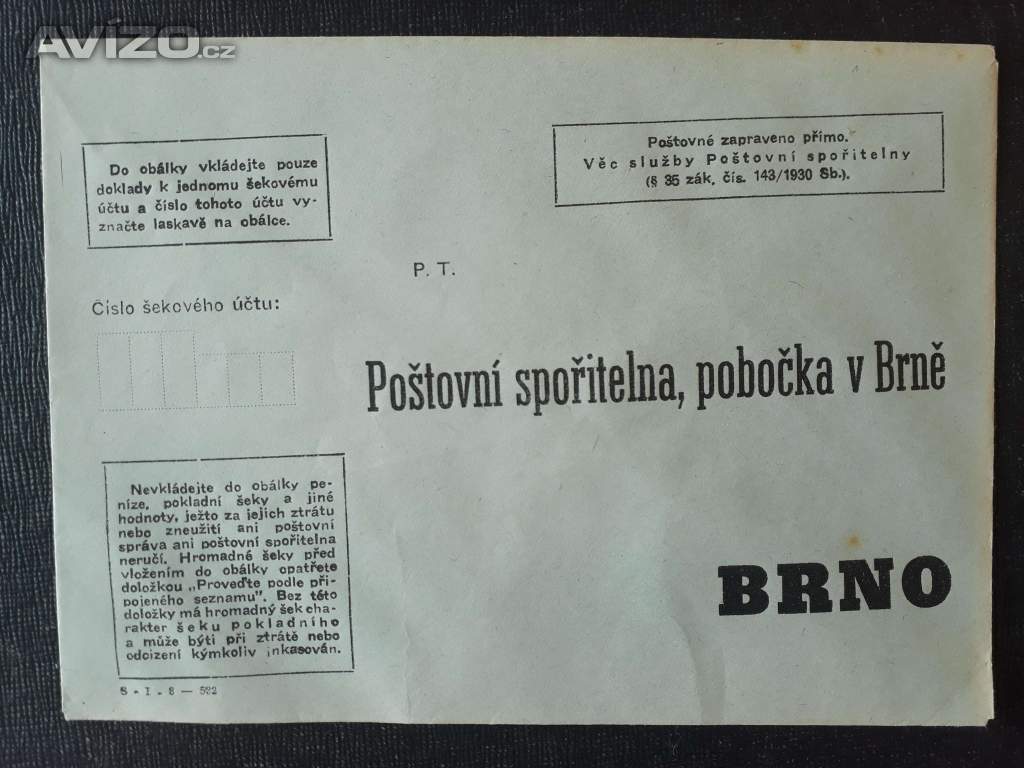 AVÍZO.cz
Do obálky vkládejte pouze
doklady k jednomu šekovému
účtu a číslo tohoto účtu vy-
značte laskavě na obálce.
Poštovné zapraveno přímo.
Věc služby Poštovní spořitelny
(§ 35 zák. čís. 143/1930 Sb.).
P. T.
Číslo šekového účtu:
Poštovní spořitelna, pobočka v Brně
Nevkládejte do obálky pe-
níze, pokladní šeky a jiné
hodnoty, ježto za jejich ztrátu
nebo zneužití ani poštovní
správa ani poštovní spořitelna
neručí. Hromadné šeky před
vložením do obálky opatřete
doložkou „Proveďte podle při-
pojeného seznamu". Bez této
doložky má hromadný šek cha-
rakter šeku pokladního
a může býti při ztrátě nebo
odcizení kýmkoliv inkasován.
BRNO
S - I - 8 — 532